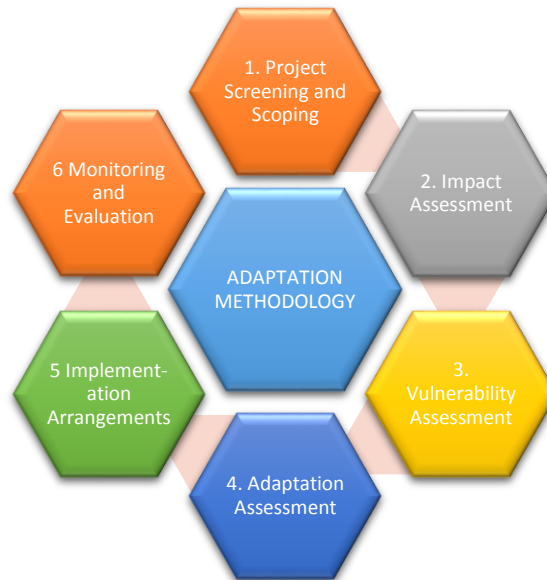 1. Project
Screening and
Scoping
2. Impact
Assessment
3.
Vulnerability
Assessment
4. Adaptation
Assessment
5 Implement-
ation
Arrangements
6 Monitoring
and
Evaluation
ADAPTATION
METHODOLOGY